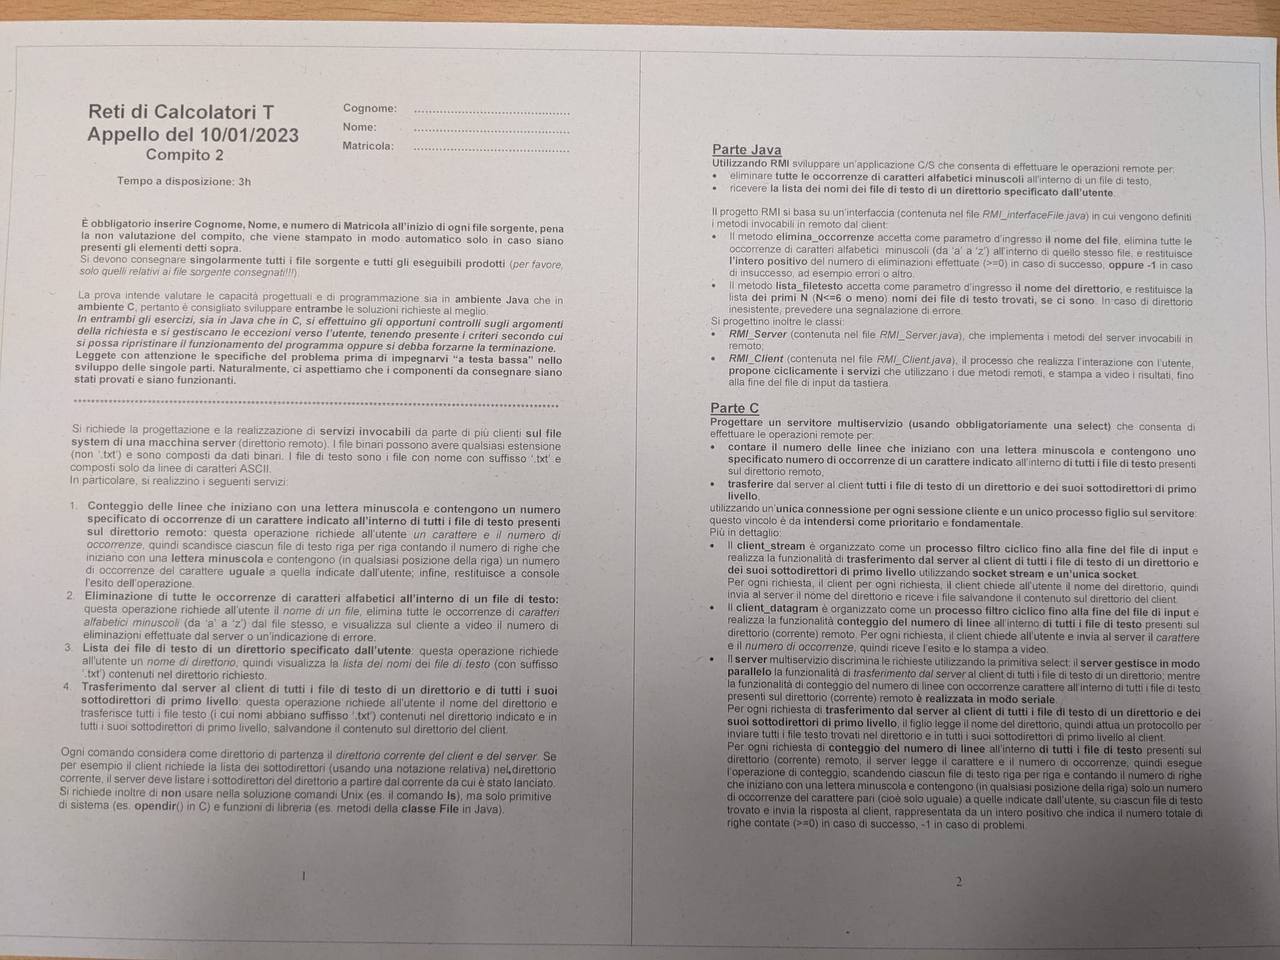 Reti di Calcolatori T
Appello del 10/01/2023
Compito 2
Tempo a disposizione: 3h
Cognome: ........................................
Nome: ........................................
Matricola: ........................................
È obbligatorio inserire Cognome, Nome, e numero di Matricola all'inizio di ogni file sorgente, pena
la non valutazione del compito, che viene stampato in modo automatico solo in caso siano
presenti gli elementi detti sopra.
Si devono consegnare singolarmente tutti i file sorgente e tutti gli eseguibili prodotti (per favore,
solo quelli relativi ai file sorgente consegnati!!!).
La prova intende valutare le capacità progettuali e di programmazione sia in ambiente Java che in
ambiente C, pertanto è consigliato sviluppare entrambe le soluzioni richieste al meglio.
In entrambi gli esercizi, sia in Java che in C, si effettuino gli opportuni controlli sugli argomenti
della richiesta e si gestiscano le eccezioni verso l'utente, tenendo presente i criteri secondo cui
si possa ripristinare il funzionamento del programma oppure si debba forzarne la terminazione.
Leggete con attenzione le specifiche del problema prima di impegnarvi "a testa bassa" nello
sviluppo delle singole parti. Naturalmente, ci aspettiamo che i componenti da consegnare siano
stati provati e siano funzionanti.
************************************************************************************************
Si richiede la progettazione e la realizzazione di servizi invocabili da parte di più clienti sul file
system di una macchina server (direttorio remoto). I file binari possono avere qualsiasi estensione
(non '.txt') e sono composti da dati binari. I file di testo sono i file con nome con suffisso '.txt' e
composti solo da linee di caratteri ASCII.
In particolare, si realizzino i seguenti servizi:
1. Conteggio delle linee che iniziano con una lettera minuscola e contengono un numero
specificato di occorrenze di un carattere indicato all'interno di tutti i file di testo presenti
sul direttorio remoto: questa operazione richiede all'utente un carattere e il numero di
occorrenze, quindi scandisce ciascun file di testo riga per riga contando il numero di righe che
iniziano con una lettera minuscola e contengono (in qualsiasi posizione della riga) un numero
di occorrenze del carattere uguale a quella indicate dall'utente; infine, restituisce a console
l'esito dell'operazione.
2. Eliminazione di tutte le occorrenze di caratteri alfabetici all'interno di un file di testo:
questa operazione richiede all'utente il nome di un file, elimina tutte le occorrenze di caratteri
alfabetici minuscoli (da 'a' a 'z') dal file stesso, e visualizza sul cliente a video il numero di
eliminazioni effettuate dal server o un'indicazione di errore.
3. Lista dei file di testo di un direttorio specificato dall'utente: questa operazione richiede
all'utente un nome di direttorio, quindi visualizza la lista dei nomi dei file di testo (con suffisso
'.txt') contenuti nel direttorio richiesto.
4. Trasferimento dal server al client di tutti i file di testo di un direttorio e di tutti i suoi
sottodirettori di primo livello: questa operazione richiede all'utente il nome del direttorio e
trasferisce tutti i file testo (i cui nomi abbiano suffisso '.txt') contenuti nel direttorio indicato e in
tutti i suoi sottodirettori di primo livello, salvandone il contenuto sul direttorio del client.
Ogni comando considera come direttorio di partenza il direttorio corrente del client e del server. Se
per esempio il client richiede la lista dei sottodirettori (usando una notazione relativa) nel direttorio
corrente, il server deve listare i sottodirettori del direttorio a partire dal corrente da cui è stato lanciato.
Si richiede inoltre di non usare nella soluzione comandi Unix (es. il comando ls), ma solo primitive
di sistema (es. opendir() in C) e funzioni di libreria (es. metodi della classe File in Java).
1
Parte Java
Utilizzando RMI sviluppare un'applicazione C/S che consenta di effettuare le operazioni remote per:
• eliminare tutte le occorrenze di caratteri alfabetici minuscoli all'interno di un file di testo,
• ricevere la lista dei nomi dei file di testo di un direttorio specificato dall'utente.
Il progetto RMI si basa su un'interfaccia (contenuta nel file RMI_interfaceFile.java) in cui vengono definiti
i metodi invocabili in remoto dal client:
• Il metodo elimina_occorrenze accetta come parametro d'ingresso il nome del file, elimina tutte le
occorrenze di caratteri alfabetici minuscoli (da 'a' a 'z') all'interno di quello stesso file, e restituisce
l'intero positivo del numero di eliminazioni effettuate (>=0) in caso di successo, oppure -1 in caso
di insuccesso, ad esempio errori o altro.
• Il metodo lista_filetesto accetta come parametro d'ingresso il nome del direttorio, e restituisce la
lista dei primi N (N<=6 o meno) nomi dei file di testo trovati, se ci sono. In caso di direttorio
inesistente, prevedere una segnalazione di errore.
Si progettino inoltre le classi:
• RMI_Server (contenuta nel file RMI_Server.java), che implementa i metodi del server invocabili in
remoto;
• RMI_Client (contenuta nel file RMI_Client.java), il processo che realizza l'interazione con l'utente,
propone ciclicamente i servizi che utilizzano i due metodi remoti, e stampa a video i risultati, fino
alla fine del file di input da tastiera.
Parte C
Progettare un servitore multiservizio (usando obbligatoriamente una select) che consenta di
effettuare le operazioni remote per:
• contare il numero delle linee che iniziano con una lettera minuscola e contengono uno
specificato numero di occorrenze di un carattere indicato all'interno di tutti i file di testo presenti
sul direttorio remoto,
• trasferire dal server al client tutti i file di testo di un direttorio e dei suoi sottodirettori di primo
livello,
utilizzando un'unica connessione per ogni sessione cliente e un unico processo figlio sul servitore:
questo vincolo è da intendersi come prioritario e fondamentale.
Più in dettaglio:
• Il client_stream è organizzato come un processo filtro ciclico fino alla fine del file di input e
realizza la funzionalità di trasferimento dal server al client di tutti i file di testo di un direttorio e
dei suoi sottodirettori di primo livello utilizzando socket stream e un'unica socket.
Per ogni richiesta, il client per ogni richiesta, il client chiede all'utente il nome del direttorio, quindi
invia al server il nome del direttorio e riceve i file salvandone il contenuto sul direttorio del client.
• Il client_datagram è organizzato come un processo filtro ciclico fino alla fine del file di input e
realizza la funzionalità conteggio del numero di linee all'interno di tutti i file di testo presenti sul
direttorio (corrente) remoto. Per ogni richiesta, il client chiede all'utente e invia al server il carattere
e il numero di occorrenze, quindi riceve l'esito e lo stampa a video.
• Il server multiservizio discrimina le richieste utilizzando la primitiva select: il server gestisce in modo
parallelo la funzionalità di trasferimento dal server al client di tutti i file di testo di un direttorio; mentre
la funzionalità di conteggio del numero di linee con occorrenze carattere all'interno di tutti i file di testo
presenti sul direttorio (corrente) remoto è realizzata in modo seriale.
Per ogni richiesta di trasferimento dal server al client di tutti i file di testo di un direttorio e dei
suoi sottodirettori di primo livello, il figlio legge il nome del direttorio, quindi attua un protocollo per
inviare tutti i file di testo trovati nel direttorio e in tutti i suoi sottodirettori di primo livello al client.
Per ogni richiesta di conteggio del numero di linee all'interno di tutti i file di testo presenti sul
direttorio (corrente) remoto, il server legge il carattere e il numero di occorrenze, quindi esegue
l'operazione di conteggio, scandendo ciascun file di testo riga per riga e contando il numero di righe
che iniziano con una lettera minuscola e contengono (in qualsiasi posizione della riga) solo un numero
di occorrenze del carattere pari (cioè solo uguale) a quelle indicate dall'utente, su ciascun file di testo
trovato e invia la risposta al client, rappresentata da un intero positivo che indica il numero totale di
righe contate (>=0) in caso di successo, -1 in caso di problemi.
2